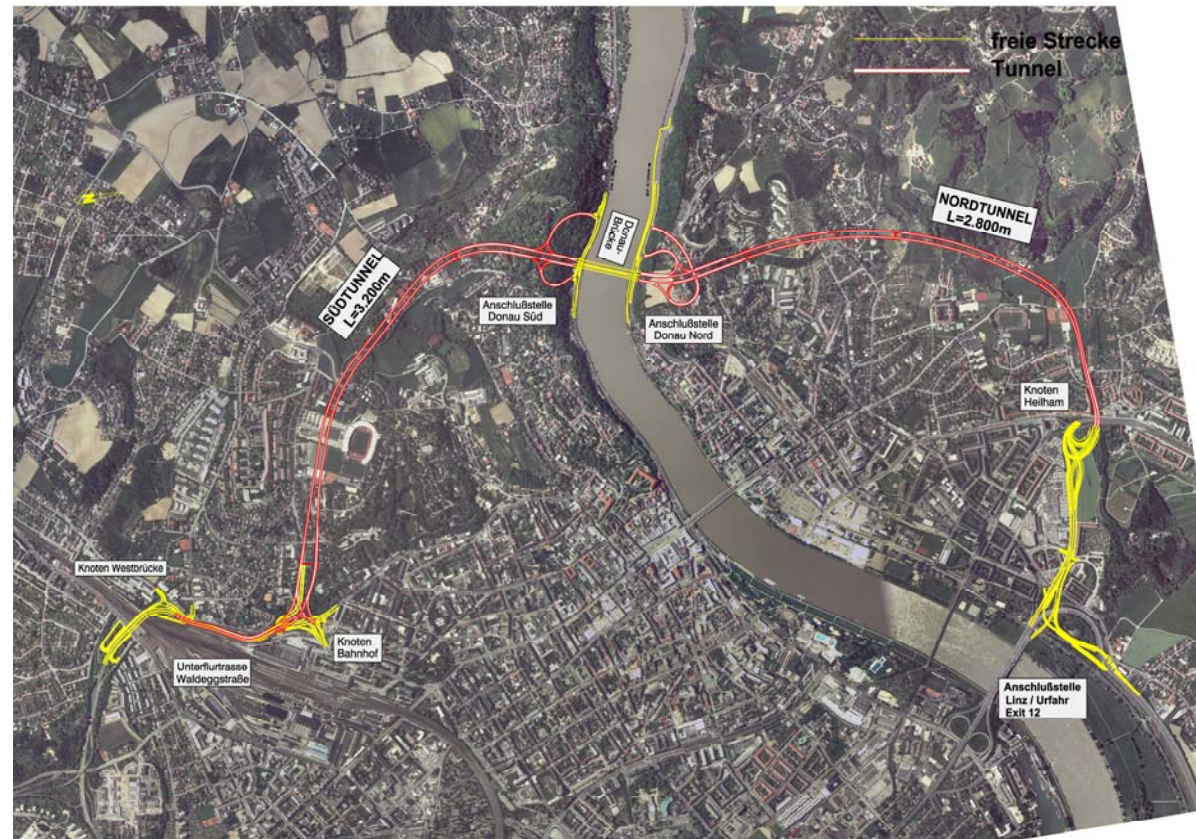 freie Strecke
Tunnel
NORDTUNNEL
L=2.800m
Donau-
Brücke
SÜDTUNNEL
L=3.200m
Anschlußstelle
Donau Süd
Anschlußstelle
Donau Nord
Knoten
Heilham
Knoten Westbrücke
Knoten
Bahnhof
Unterflurtrasse
Waldeggstraße
Anschlußstelle
Linz / Urfahr
Exit 12
N